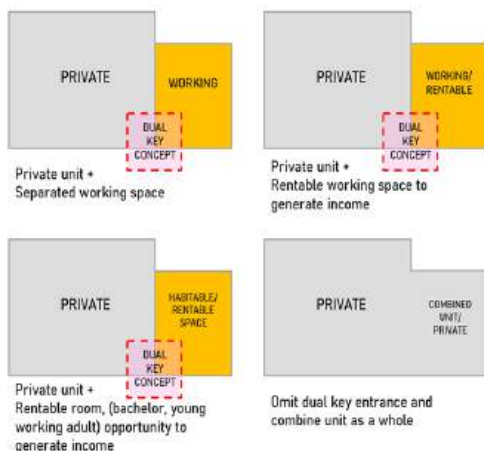 PRIVATE
WORKING
DUAL
KEY
CONCEPT
Private unit +
Separated working space
PRIVATE
WORKING/
RENTABLE
DUAL
KEY
CONCEPT
Private unit +
Rentable working space to
generate income
PRIVATE
HABITABLE/
RENTABLE
SPACE
DUAL
KEY
CONCEPT
Private unit +
Rentable room, (bachelor, young
working adult) opportunity to
generate income
PRIVATE
COMBINED
UNIT/
PRIVATE
Omit dual key entrance and
combine unit as a whole